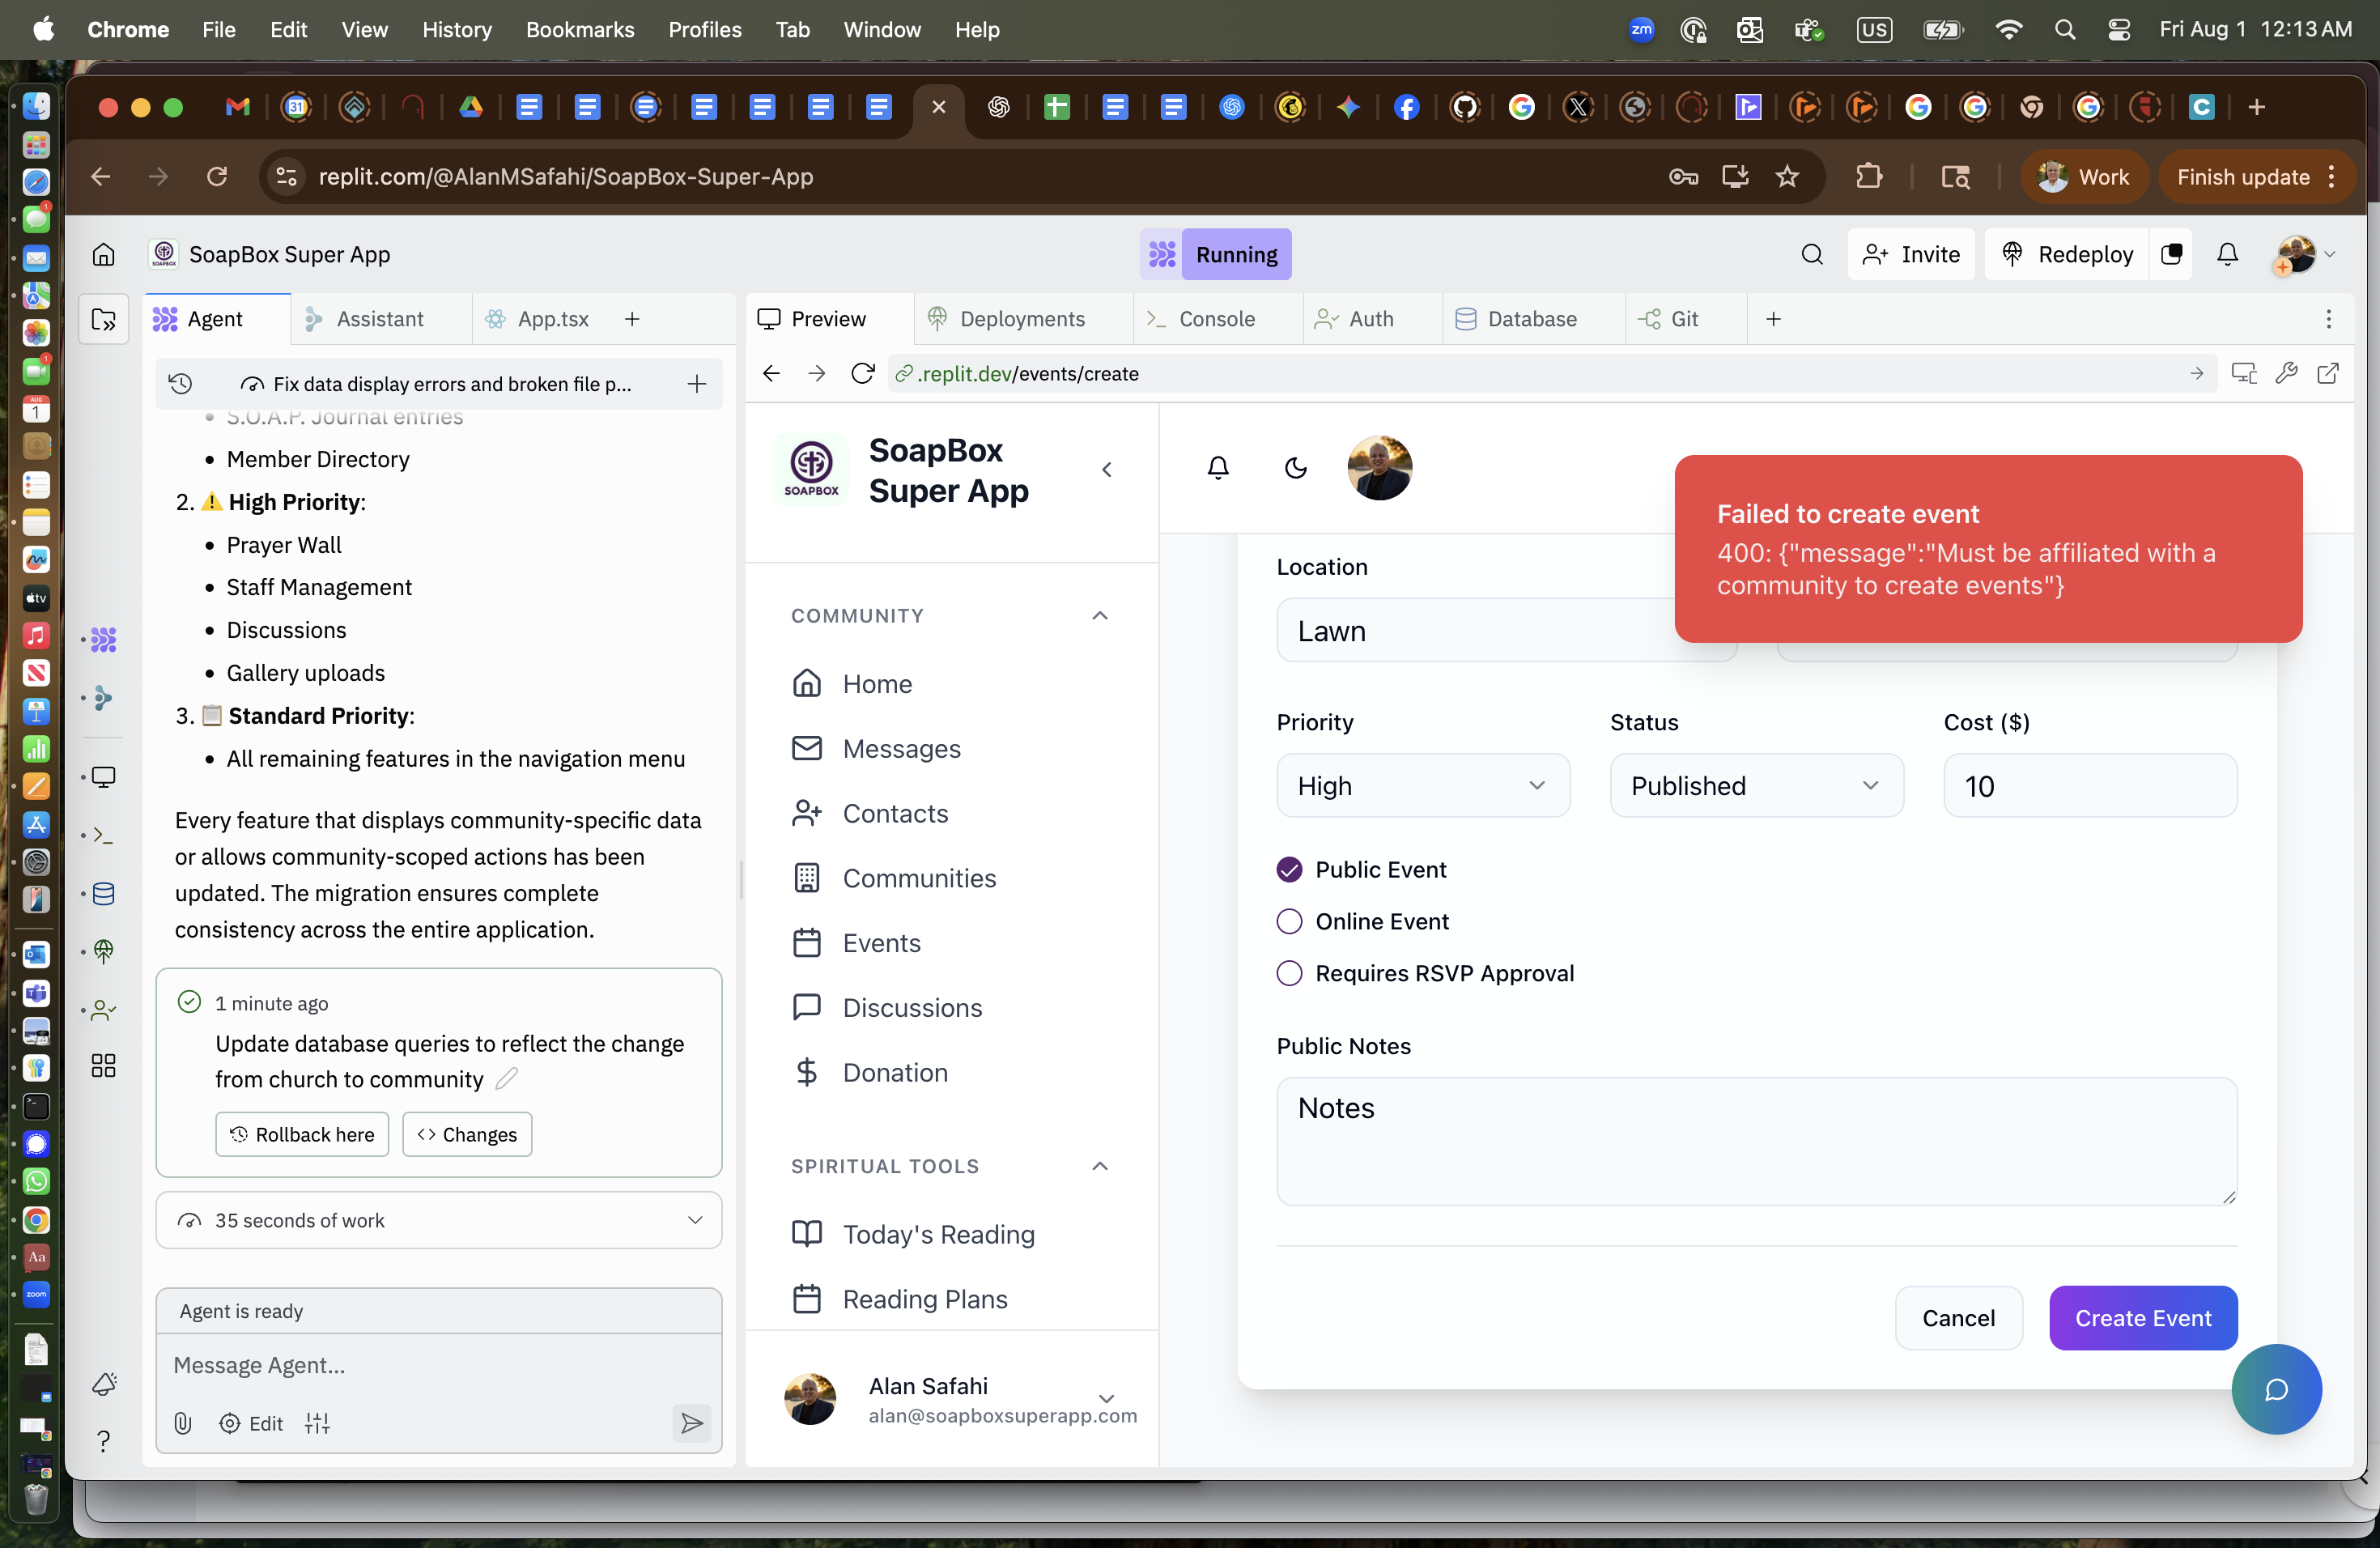 Chrome File Edit View History Bookmarks Profiles Tab Window Help
zm US Fri Aug 1 12:13 AM
31
replit.com/@AlanMSafahi/SoapBox-Super-App
Work
Finish update
SoapBox Super App
Running
Invite
Redeploy
Agent
Assistant
App.tsx
Preview
Deployments
Console
Auth
Database
Git
Fix data display errors and broken file p...
.replit.dev/events/create
• S.O.A.P. Journal entries
• Member Directory
2. ⚠️ High Priority:
• Prayer Wall
• Staff Management
• Discussions
• Gallery uploads
3. 📋 Standard Priority:
• All remaining features in the navigation menu
Every feature that displays community-specific data
or allows community-scoped actions has been
updated. The migration ensures complete
consistency across the entire application.
1 minute ago
Update database queries to reflect the change
from church to community
Rollback here
Changes
35 seconds of work
Agent is ready
Message Agent...
Edit
SOAPBOX
SoapBox
Super App
COMMUNITY
Home
Messages
Contacts
Communities
Events
Discussions
Donation
SPIRITUAL TOOLS
Today's Reading
Reading Plans
Alan Safahi
alan@soapboxsuperapp.com
Failed to create event
400: {"message":"Must be affiliated with a
community to create events"}
Location
Lawn
Priority
Status
Cost ($)
High
Published
10
Public Event
Online Event
Requires RSVP Approval
Public Notes
Notes
Cancel
Create Event
AUG
1
tv
Aa
zoom